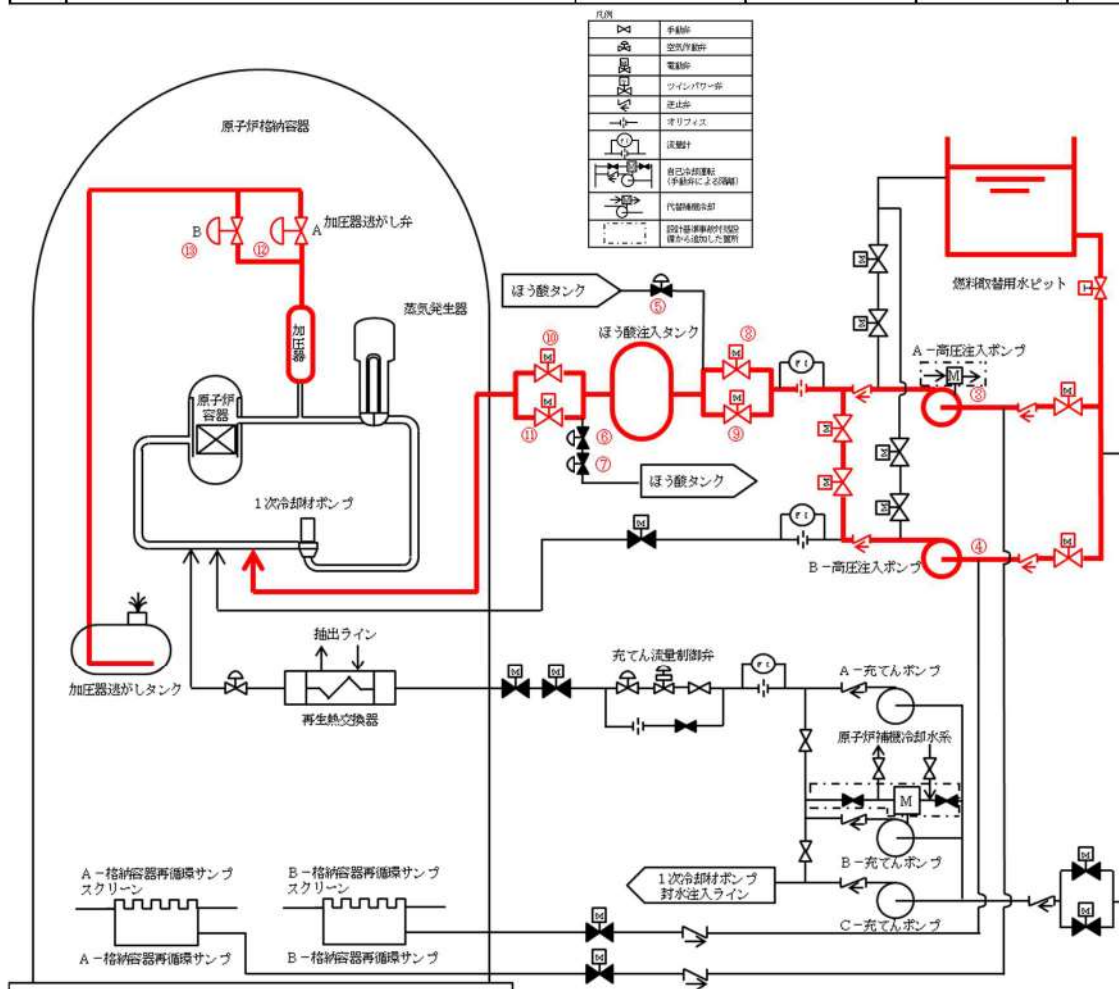 凡例
手動弁
空気作動弁
電動弁
ツインパワー弁
逆止弁
オリフィス
流量計
自己冷却運転
(手動弁による隔離)
代替補機冷却
設計基準事故対処設
備から追加した箇所
原子炉格納容器
加圧器逃がし弁
B
A
⑬
⑫
蒸気発生器
加圧器
原子炉
容器
1次冷却材ポンプ
ほう酸タンク
⑤
ほう酸注入タンク
⑩
⑧
⑪
⑨
⑥
⑦
ほう酸タンク
燃料取替用水ピット
A-高圧注入ポンプ
M
③
④
B-高圧注入ポンプ
加圧器逃がしタンク
抽出ライン
再生熱交換器
充てん流量制御弁
A-充てんポンプ
原子炉補機冷却水系
M
B-充てんポンプ
1次冷却材ポンプ
封水注入ライン
C-充てんポンプ
A-格納容器再循環サンプ
スクリーン
B-格納容器再循環サンプ
スクリーン
A-格納容器再循環サンプ
B-格納容器再循環サンプ